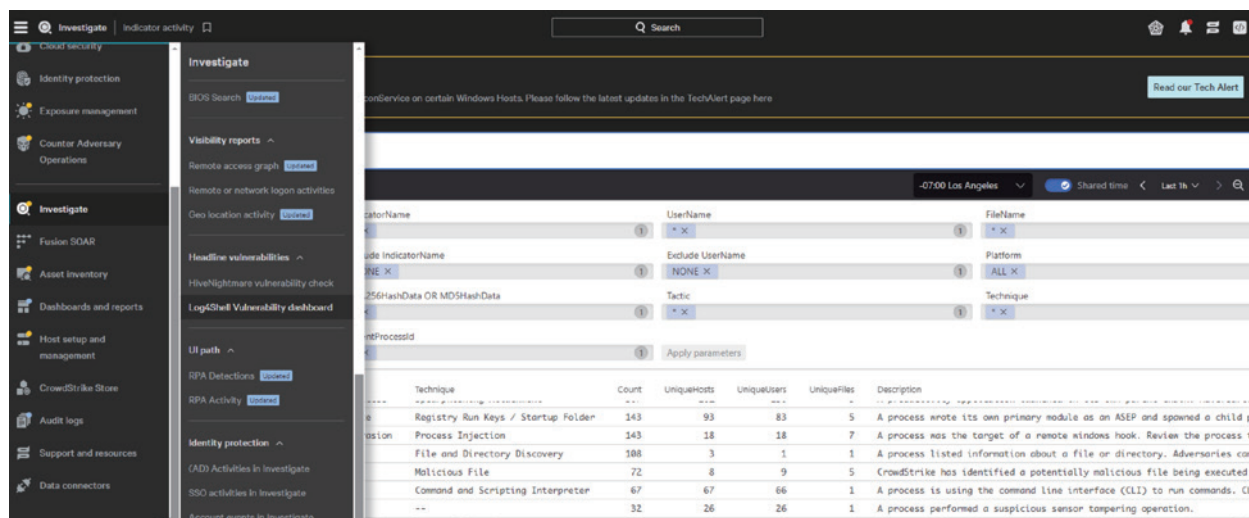 Investigate | Indicator activity
Search
Cloud security
Identity protection
Exposure management
Counter Adversary
Operations
Investigate
Fusion SOAR
Asset inventory
Dashboards and reports
Host setup and
management
CrowdStrike Store
Audit logs
Support and resources
Data connectors
Investigate
BIOS Search Updated
Visibility reports
Remote access graph Updated
Remote or network logon activities
Geo location activity Updated
Headline vulnerabilities
HiveNightmare vulnerability check
Log4Shell Vulnerability dashboard
UI path
RPA Detections Updated
RPA Activity Updated
Identity protection
(AD) Activities in Investigate
SSO activities in Investigate
Account events in Investigate
conService on certain Windows Hosts. Please follow the latest updates in the TechAlert page here
Read our Tech Alert
-07:00 Los Angeles Shared time Last 1h
catorName UserName FileName
* × 1 * ×
ude IndicatorName Exclude UserName Platform
ONE × 1 NONE × 1 ALL ×
256HashData OR MD5HashData Tactic Technique
1 * × 1 * ×
entProcessId
1 Apply parameters
Technique Count UniqueHosts UniqueUsers UniqueFiles Description
Registry Run Keys / Startup Folder 143 93 83 5 A process wrote its own primary module as an ASEP and spawned a child
asion Process Injection 143 18 18 7 A process was the target of a remote windows hook. Review the process
File and Directory Discovery 108 3 1 1 A process listed information about a file or directory. Adversaries
Malicious File 72 8 9 5 CrowdStrike has identified a potentially malicious file being executed
Command and Scripting Interpreter 67 67 66 1 A process is using the command line interface (CLI) to run commands.
-- 32 26 26 1 A process performed a suspicious sensor tampering operation.